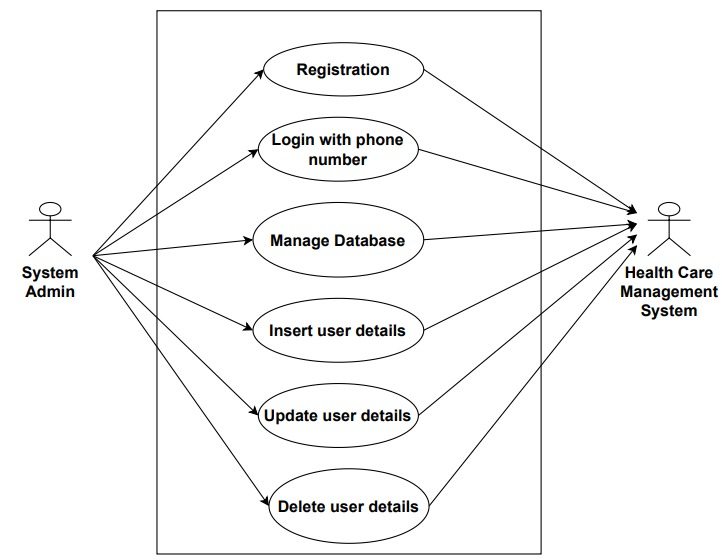 Registration
Login with phone
number
Manage Database
System
Admin
Health Care
Management
System
Insert user details
Update user details
Delete user details